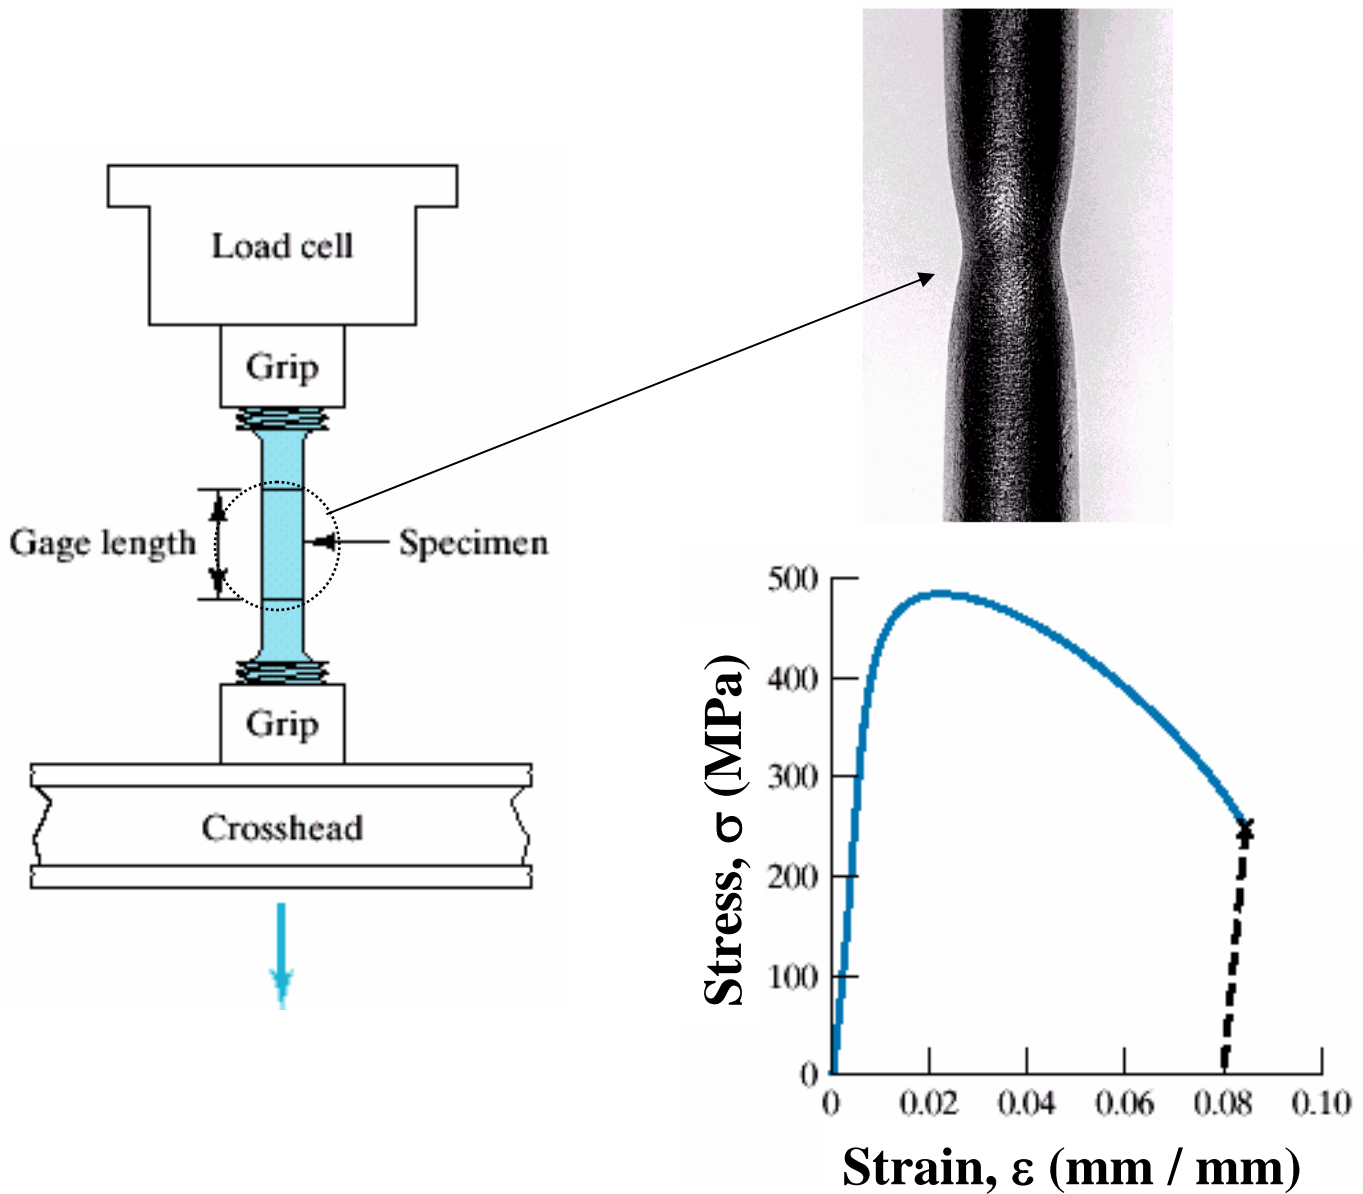 Load cell
Grip
Gage length
Specimen
Grip
Crosshead
Stress, σ (MPa)
500
400
300
200
100
0
0 0.02 0.04 0.06 0.08 0.10
Strain, ε (mm / mm)